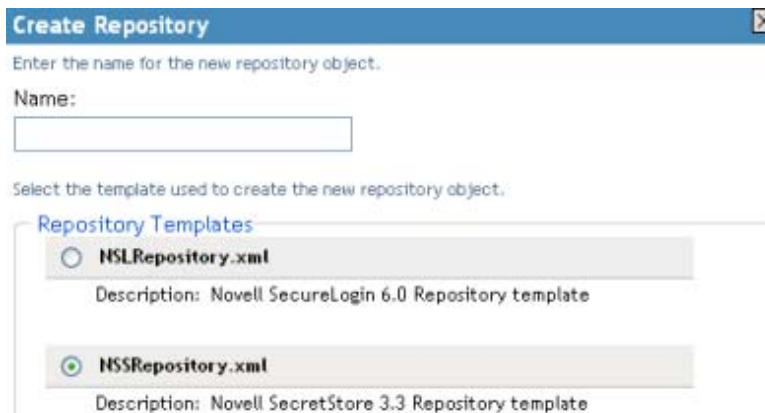 Create Repository
Enter the name for the new repository object.
Name:
Select the template used to create the new repository object.
Repository Templates
NSLRepository.xml
Description: Novell SecureLogin 6.0 Repository template
NSSRepository.xml
Description: Novell SecretStore 3.3 Repository template